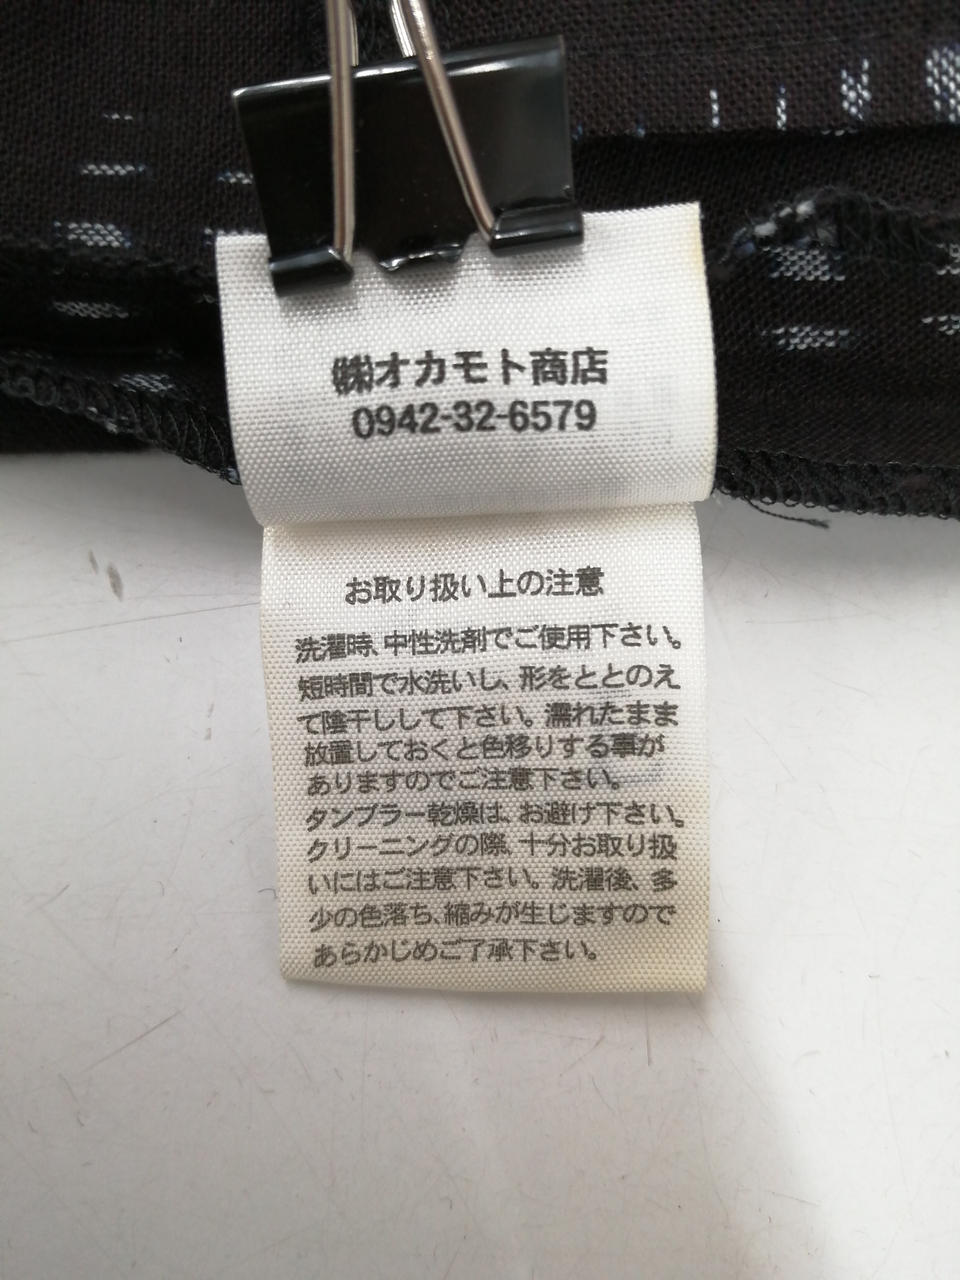 ㈱オカモト商店
0942-32-6579
お取り扱い上の注意
洗濯時、中性洗剤でご使用下さい。
短時間で水洗いし、形をととのえ
て陰干ししして下さい。濡れたまま
放置しておくと色移りする事が
ありますのでご注意下さい。
タンブラー乾燥は、お避け下さい。
クリーニングの際、十分お取り扱
いにはご注意下さい。洗濯後、多
少の色落ち、縮みが生じますので
あらかじめご了承下さい。